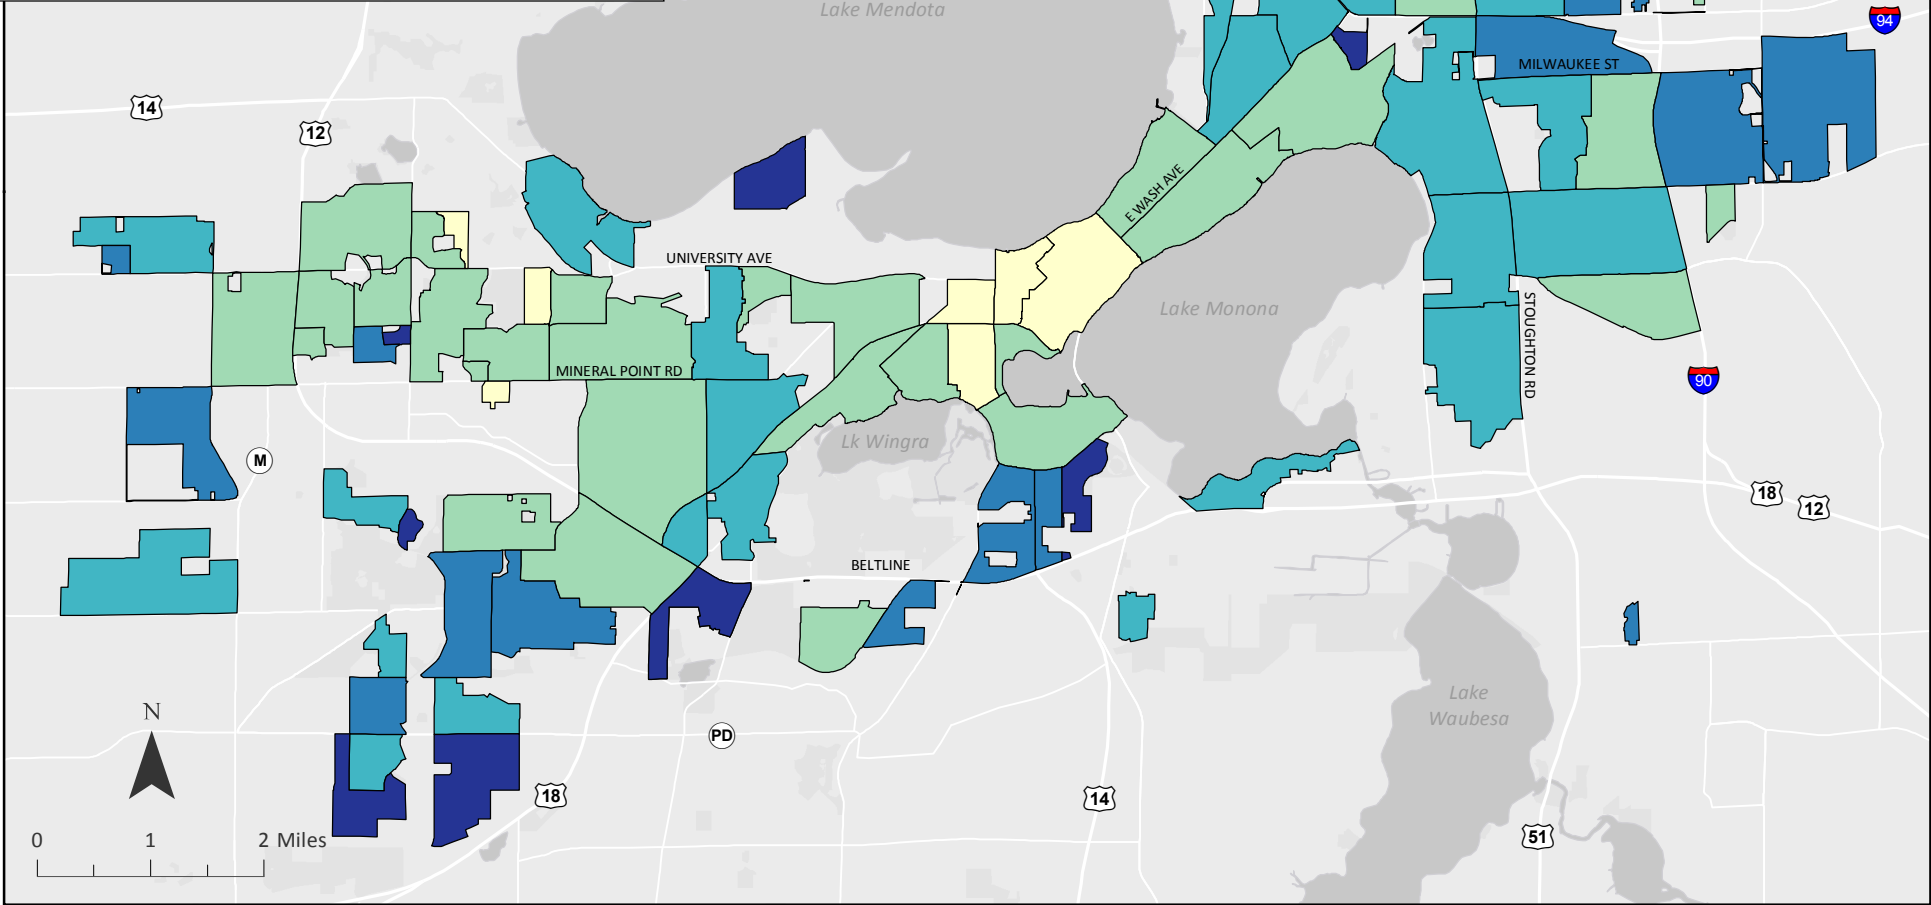 Lake Mendota
94
MILWAUKEE ST
14
12
E WASH AVE
UNIVERSITY AVE
Lake Monona
STOUGHTON RD
MINERAL POINT RD
90
Lk Wingra
M
18
12
BELTLINE
Lake
Waubesa
N
PD
18
14
51
0 1 2 Miles